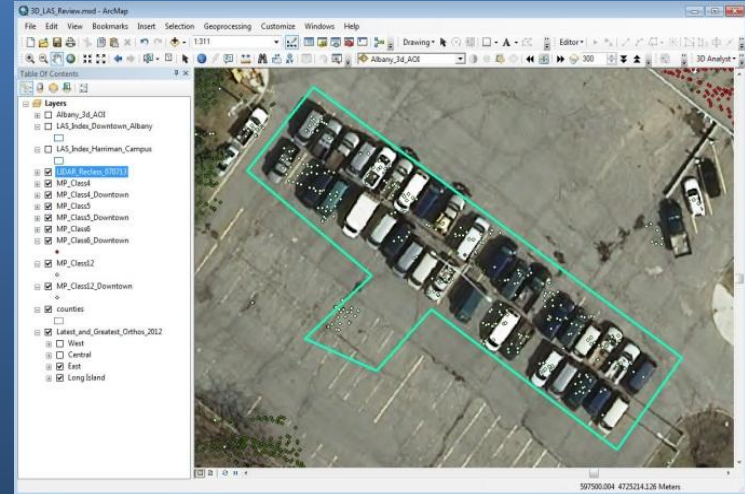 3D_LAS_Review.mxd - ArcMap
File Edit View Bookmarks Insert Selection Geoprocessing Customize Windows Help
1:311 Drawing Editor
Albany_3d_AOI 300 3D Analyst
Table Of Contents
Layers
Albany_3d_AOI
LAS_Index_Downtown_Albany
LAS_Index_Harriman_Campus
LIDAR_Reclass_070713
MP_Class4
MP_Class4_Downtown
MP_Class5
MP_Class5_Downtown
MP_Class6
MP_Class6_Downtown
MP_Class12
MP_Class12_Downtown
counties
Latest_and_Greatest_Orthos_2012
West
Central
East
Long Island
597500.004 4725214.126 Meters